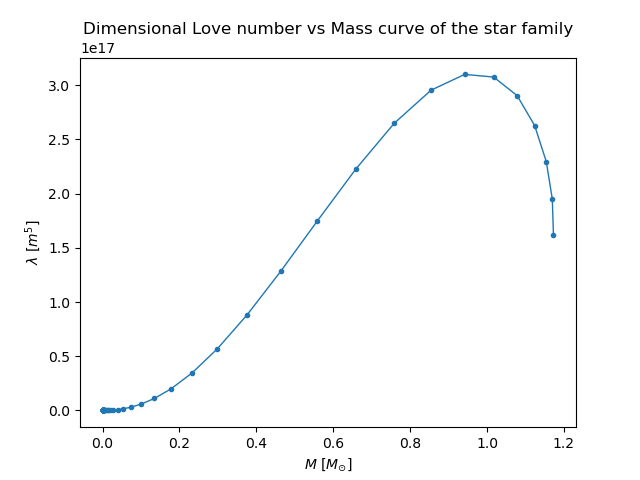 Dimensional Love number vs Mass curve of the star family
1e17
3.0
2.5
2.0
1.5
1.0
0.5
0.0
λ [m⁵]
0.0 0.2 0.4 0.6 0.8 1.0 1.2
M [M⊙]